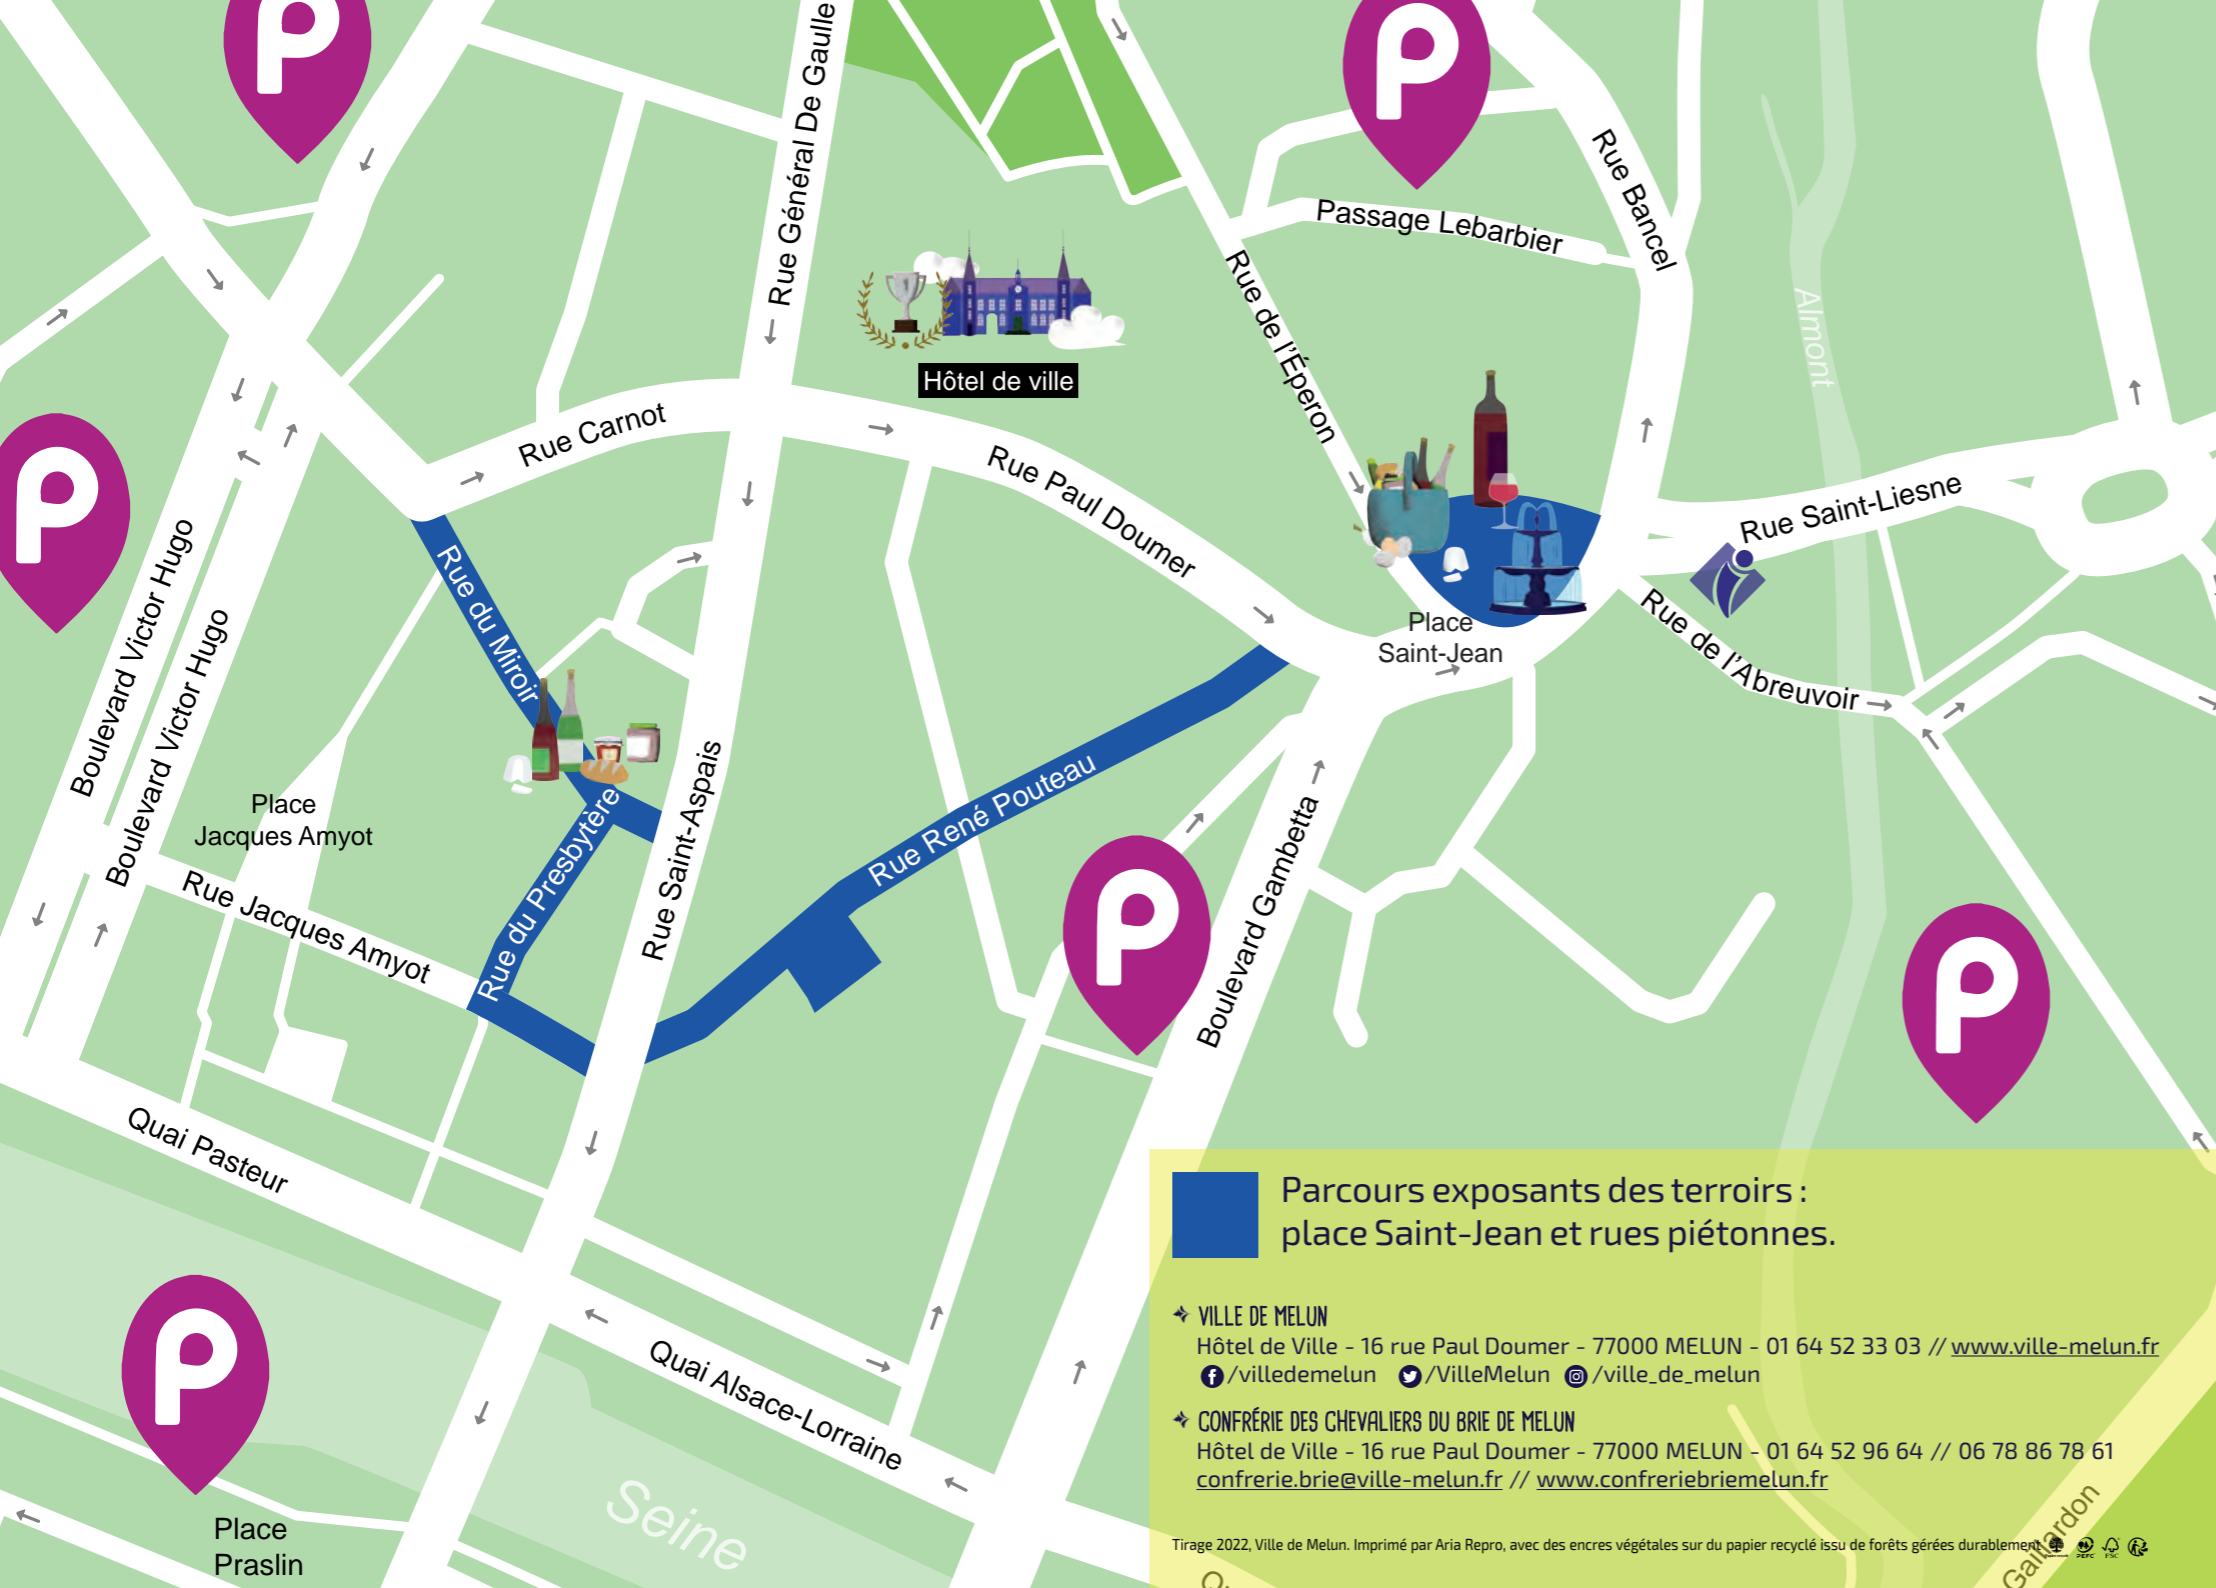 P
P
Rue Général De Gaulle
Rue Bancel
Passage Lebarbier
Rue de l'Éperon
Almont
Hôtel de ville
Rue Carnot
Rue Paul Doumer
P
Rue Saint-Liesne
Boulevard Victor Hugo
Boulevard Victor Hugo
Rue du Miroir
Place
Saint-Jean
Rue de l'Abreuvoir
Place
Jacques Amyot
Rue du Presbytère
Rue Saint-Aspais
Rue René Pouteau
Boulevard Gambetta
P
P
Rue Jacques Amyot
Quai Pasteur
P
Quai Alsace-Lorraine
Seine
Place
Praslin
Parcours exposants des terroirs :
place Saint-Jean et rues piétonnes.
VILLE DE MELUN
Hôtel de Ville - 16 rue Paul Doumer - 77000 MELUN - 01 64 52 33 03 // www.ville-melun.fr
/villedemelun /VilleMelun /ville_de_melun
CONFRÉRIE DES CHEVALIERS DU BRIE DE MELUN
Hôtel de Ville - 16 rue Paul Doumer - 77000 MELUN - 01 64 52 96 64 // 06 78 86 78 61
confrerie.brie@ville-melun.fr // www.confreriebriemelun.fr
Gaillardon
Tirage 2022, Ville de Melun. Imprimé par Aria Repro, avec des encres végétales sur du papier recyclé issu de forêts gérées durablement
PEFC
FSC